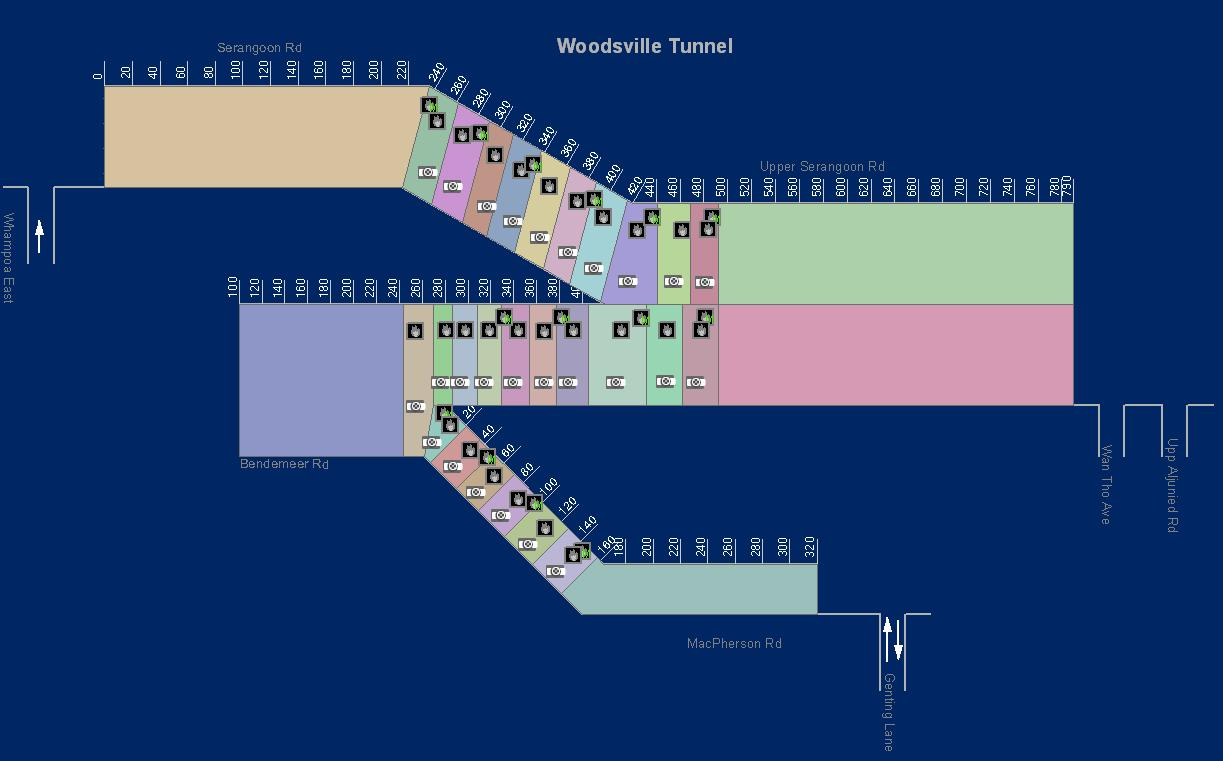 Woodsville Tunnel
Serangoon Rd
0 20 40 60 80 100 120 140 160 180 200 220 240 260 280 300 320 340 360 380 400 420 440 460 480 500 520 540 560 580 600 620 640 660 680 700 720 740 760 780 790
Upper Serangoon Rd
Whampoa East
100 120 140 160 180 200 220 240 260 280 300 320 340 360 380
Bendemeer Rd
20 40 60 80 100 120 140 160 180 200 220 240 260 280 300 320
Wan Tho Ave
Upp Aljunied Rd
MacPherson Rd
Genting Lane